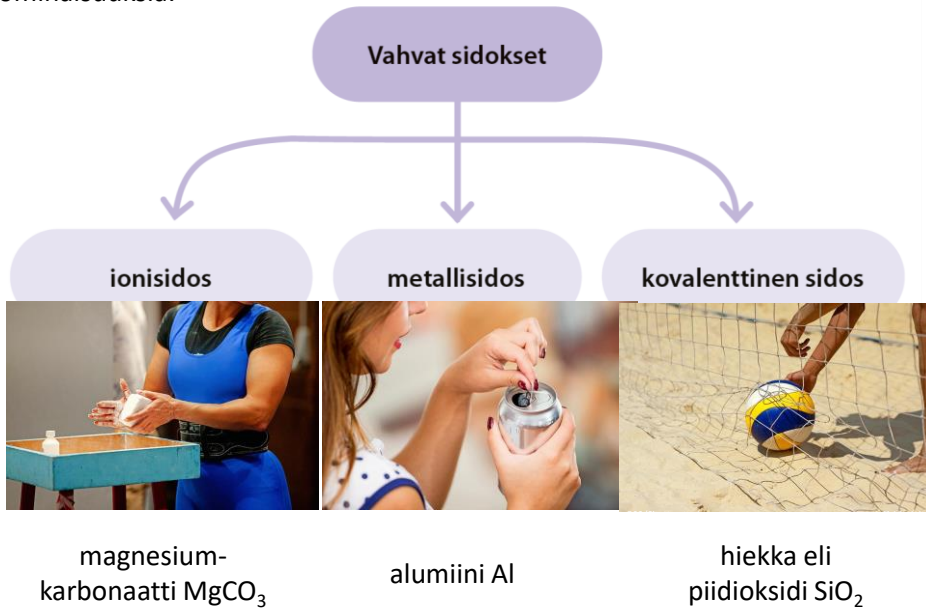 Vahvat sidokset
ionisidos
metallisidos
kovalenttinen sidos
magnesium-
karbonaatti MgCO₃
alumiini Al
hiekka eli
piidioksidi SiO₂